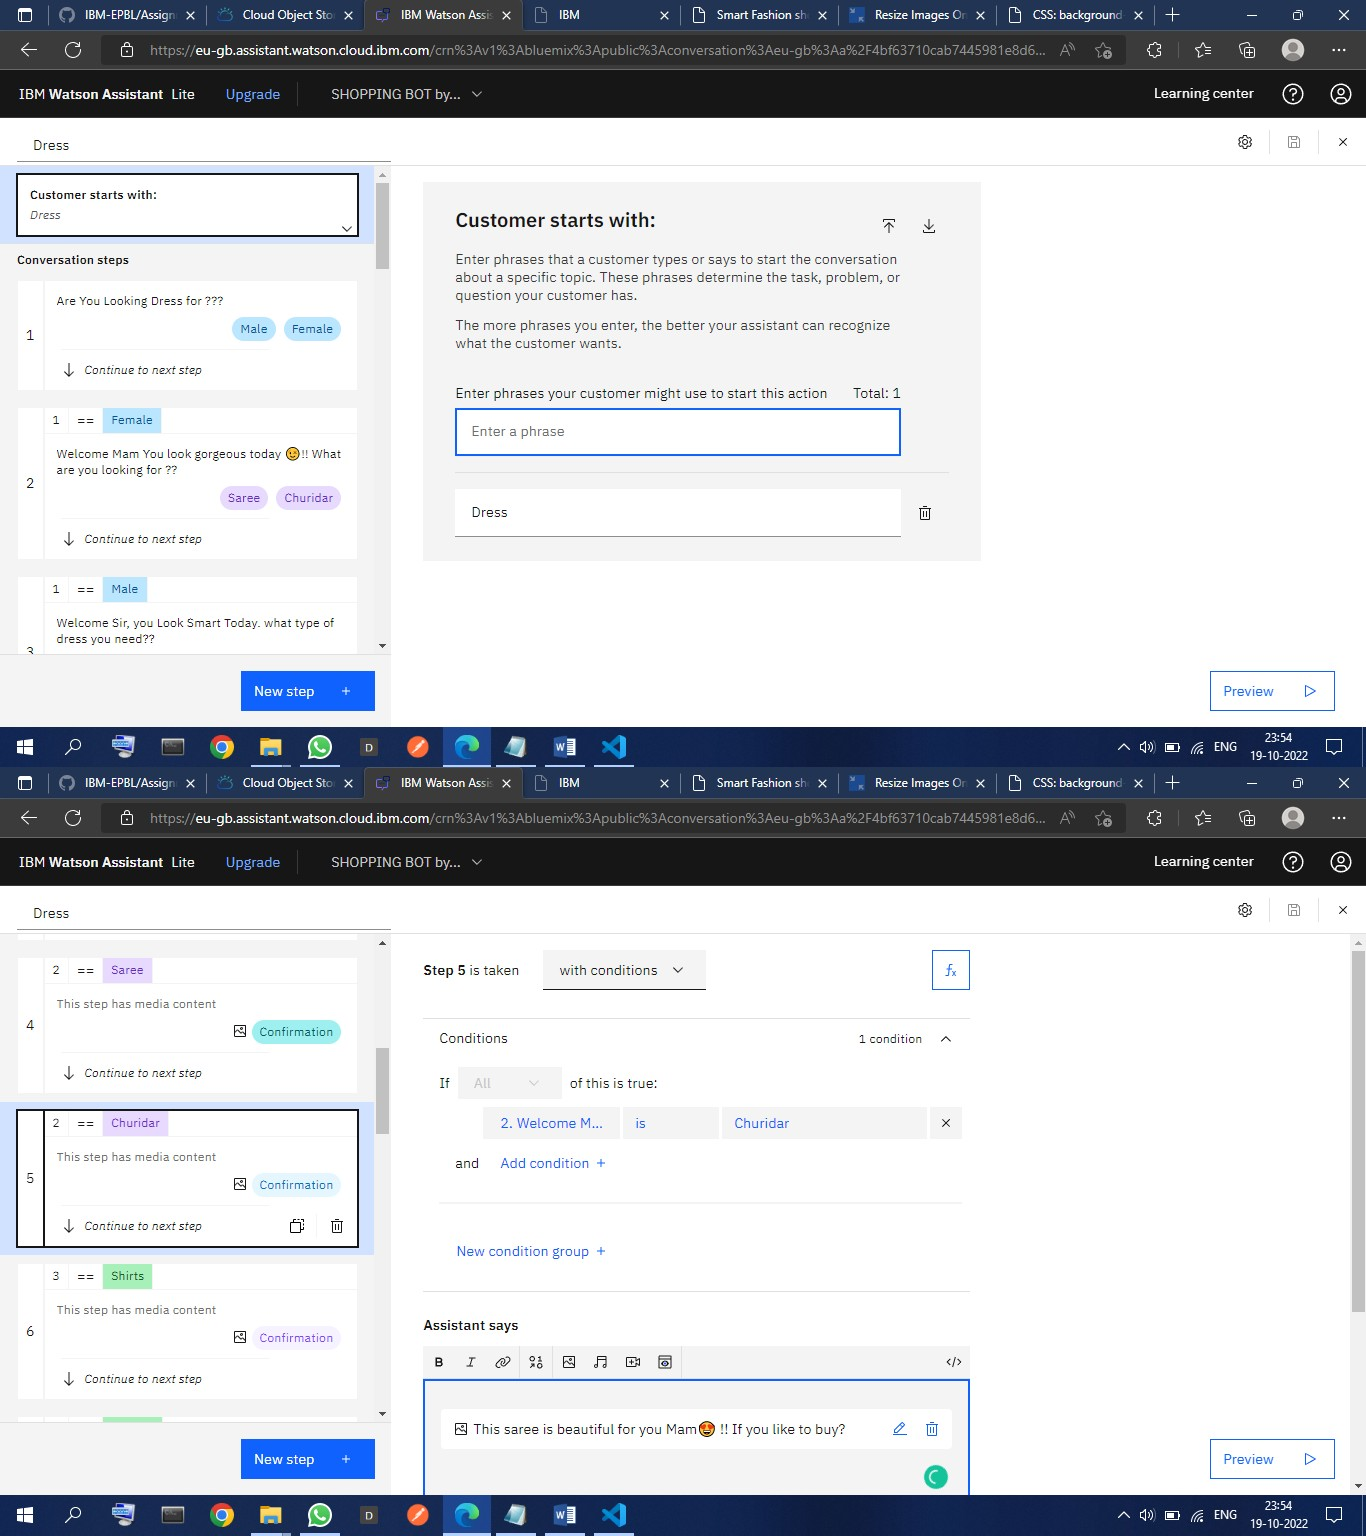 IBM-EPBL/Assign
Cloud Object Sto
IBM Watson Assis
IBM
Smart Fashion sh
Resize Images On
CSS: background
https://eu-gb.assistant.watson.cloud.ibm.com/crn%3Av1%3Abluemix%3Apublic%3Aconversation%3Aeu-gb%3Aa%2F4bf63710cab7445981e8d6...
IBM Watson Assistant Lite
Upgrade
SHOPPING BOT by...
Learning center
Dress
Customer starts with:
Dress
Conversation steps
1
Are You Looking Dress for ???
Male Female
Continue to next step
1 == Female
2
Welcome Mam You look gorgeous today 😉!! What
are you looking for ??
Saree Churidar
Continue to next step
1 == Male
3
Welcome Sir, you Look Smart Today. what type of
dress you need??
New step +
Customer starts with:
Enter phrases that a customer types or says to start the conversation
about a specific topic. These phrases determine the task, problem, or
question your customer has.
The more phrases you enter, the better your assistant can recognize
what the customer wants.
Enter phrases your customer might use to start this action Total: 1
Enter a phrase
Dress
Preview
D
ENG
23:54
19-10-2022
IBM-EPBL/Assign
Cloud Object Sto
IBM Watson Assis
IBM
Smart Fashion sh
Resize Images On
CSS: background
https://eu-gb.assistant.watson.cloud.ibm.com/crn%3Av1%3Abluemix%3Apublic%3Aconversation%3Aeu-gb%3Aa%2F4bf63710cab7445981e8d6...
IBM Watson Assistant Lite
Upgrade
SHOPPING BOT by...
Learning center
Dress
2 == Saree
4
This step has media content
Confirmation
Continue to next step
2 == Churidar
5
This step has media content
Confirmation
Continue to next step
3 == Shirts
6
This step has media content
Confirmation
Continue to next step
New step +
Step 5 is taken
with conditions
fx
Conditions
1 condition
If All of this is true:
2. Welcome M... is Churidar
and Add condition +
New condition group +
Assistant says
B I
</>
This saree is beautiful for you Mam🤩 !! If you like to buy?
Preview
D
ENG
23:54
19-10-2022